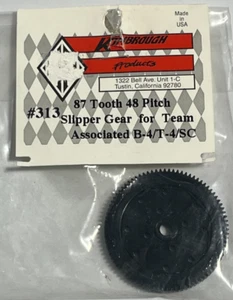 Made in
USA
KIMBROUGH
Products
1322 Bell Ave. Unit 1-C
Tustin, California 92780
#313
87 Tooth 48 Pitch
Slipper Gear for Team
Associated B-4/T-4/SC